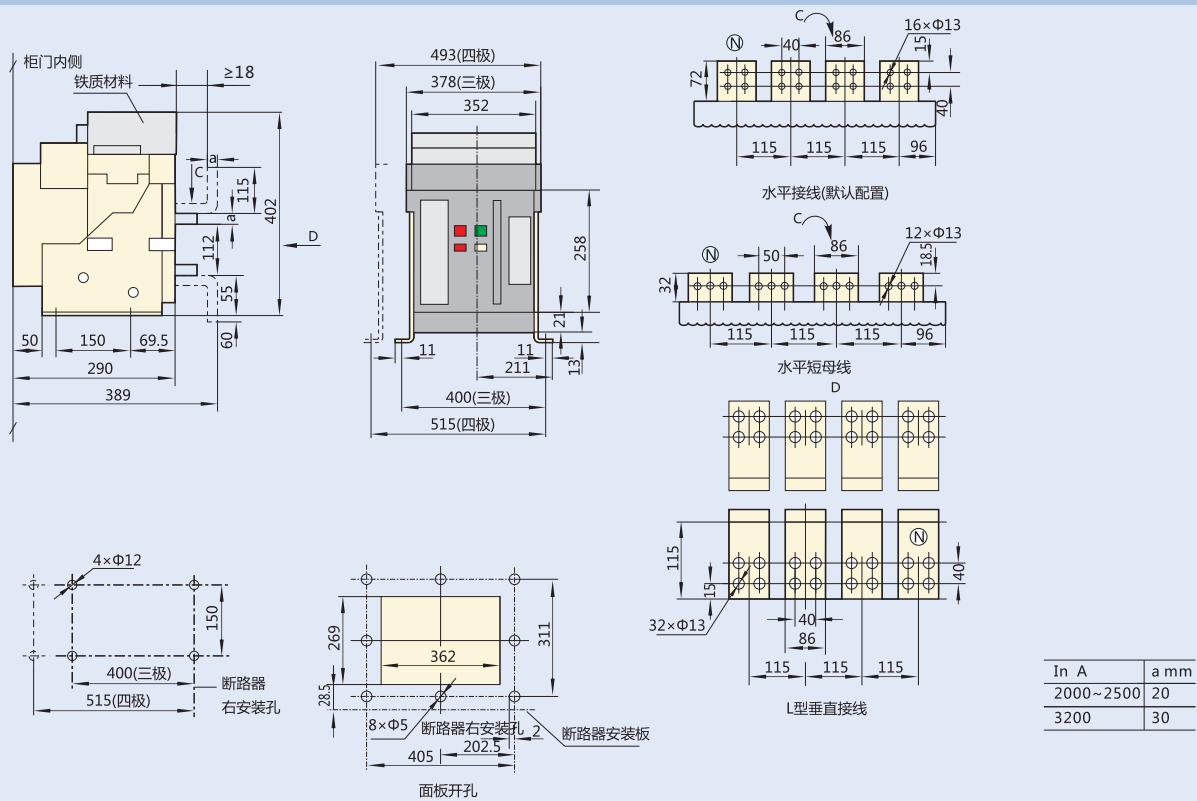 柜门内侧
铁质材料
≥18
a
C
115
402
a
112
D
55
60
50
150
69.5
290
389
493(四极)
378(三极)
352
258
21
11
11
13
211
400(三极)
515(四极)
C
16×Φ13
N
40
86
15
72
40
115
115
115
96
水平接线(默认配置)
C
12×Φ13
N
50
86
18.5
32
115
115
115
96
水平短母线
D
N
115
15
40
32×Φ13
40
86
115
115
115
L型垂直接线
4×Φ12
150
400(三极)
515(四极)
断路器
右安装孔
269
362
311
28.5
8×Φ5
断路器右安装孔
2
断路器安装板
202.5
405
面板开孔
In A a mm
2000~2500 20
3200 30